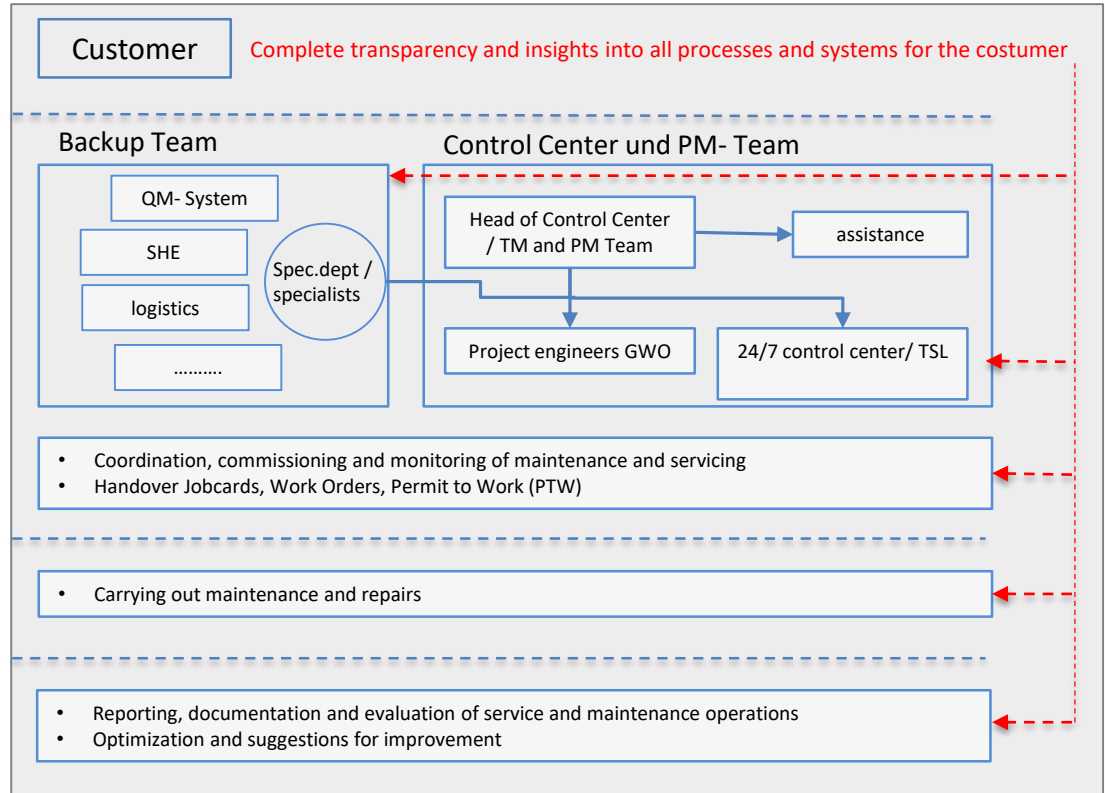 Customer
Complete transparency and insights into all processes and systems for the costumer
Backup Team
QM- System
SHE
logistics
……….
Spec.dept /
specialists
Control Center und PM- Team
Head of Control Center
/ TM and PM Team
assistance
Project engineers GWO
24/7 control center/ TSL
• Coordination, commissioning and monitoring of maintenance and servicing
• Handover Jobcards, Work Orders, Permit to Work (PTW)
• Carrying out maintenance and repairs
• Reporting, documentation and evaluation of service and maintenance operations
• Optimization and suggestions for improvement